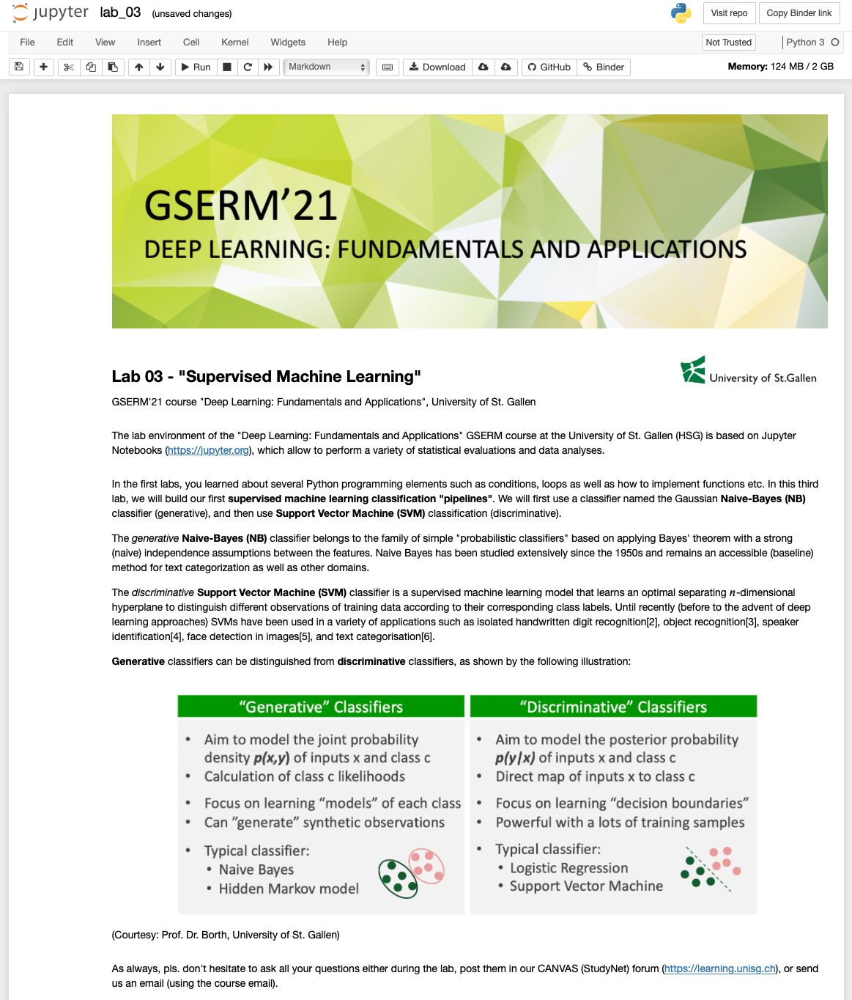 jupyter lab_03 (unsaved changes)
Visit repo
Copy Binder link
File Edit View Insert Cell Kernel Widgets Help
Not Trusted
Python 3
Run
Markdown
Download
GitHub
Binder
Memory: 124 MB / 2 GB
GSERM’21
DEEP LEARNING: FUNDAMENTALS AND APPLICATIONS
University of St.Gallen
Lab 03 - "Supervised Machine Learning"
GSERM'21 course "Deep Learning: Fundamentals and Applications", University of St. Gallen
The lab environment of the "Deep Learning: Fundamentals and Applications" GSERM course at the University of St. Gallen (HSG) is based on Jupyter
Notebooks (https://jupyter.org), which allow to perform a variety of statistical evaluations and data analyses.
In the first labs, you learned about several Python programming elements such as conditions, loops as well as how to implement functions etc. In this third
lab, we will build our first supervised machine learning classification "pipelines". We will first use a classifier named the Gaussian Naive-Bayes (NB)
classifier (generative), and then use Support Vector Machine (SVM) classification (discriminative).
The generative Naive-Bayes (NB) classifier belongs to the family of simple "probabilistic classifiers" based on applying Bayes' theorem with a strong
(naive) independence assumptions between the features. Naive Bayes has been studied extensively since the 1950s and remains an accessible (baseline)
method for text categorization as well as other domains.
The discriminative Support Vector Machine (SVM) classifier is a supervised machine learning model that learns an optimal separating n-dimensional
hyperplane to distinguish different observations of training data according to their corresponding class labels. Until recently (before to the advent of deep
learning approaches) SVMs have been used in a variety of applications such as isolated handwritten digit recognition[2], object recognition[3], speaker
identification[4], face detection in images[5], and text categorisation[6].
Generative classifiers can be distinguished from discriminative classifiers, as shown by the following illustration:
“Generative” Classifiers
• Aim to model the joint probability
density p(x,y) of inputs x and class c
• Calculation of class c likelihoods
• Focus on learning “models” of each class
• Can ”generate” synthetic observations
• Typical classifier:
• Naive Bayes
• Hidden Markov model
“Discriminative” Classifiers
• Aim to model the posterior probability
p(y|x) of inputs x and class c
• Direct map of inputs x to class c
• Focus on learning “decision boundaries”
• Powerful with a lots of training samples
• Typical classifier:
• Logistic Regression
• Support Vector Machine
(Courtesy: Prof. Dr. Borth, University of St. Gallen)
As always, pls. don't hesitate to ask all your questions either during the lab, post them in our CANVAS (StudyNet) forum (https://learning.unisg.ch), or send
us an email (using the course email).